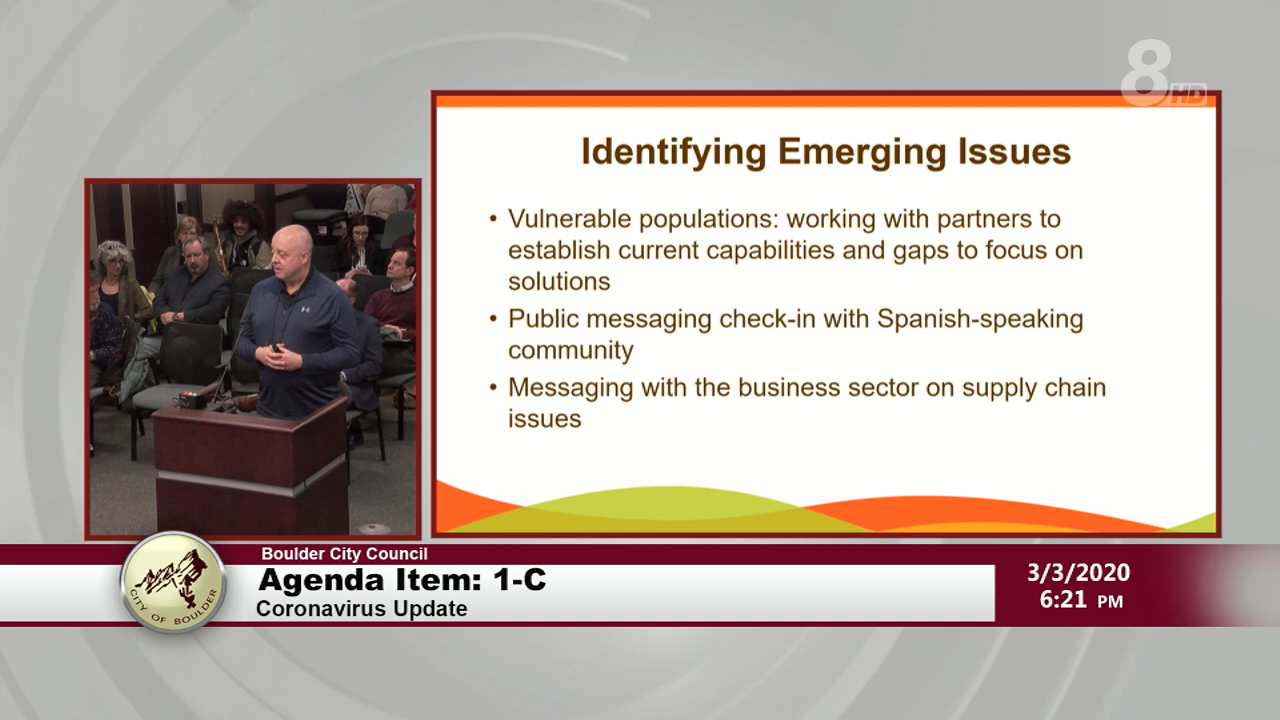 8
HD
Identifying Emerging Issues
• Vulnerable populations: working with partners to
establish current capabilities and gaps to focus on
solutions
• Public messaging check-in with Spanish-speaking
community
• Messaging with the business sector on supply chain
issues
Boulder City Council
Agenda Item: 1-C
Coronavirus Update
CITY OF BOULDER
3/3/2020
6:21 PM